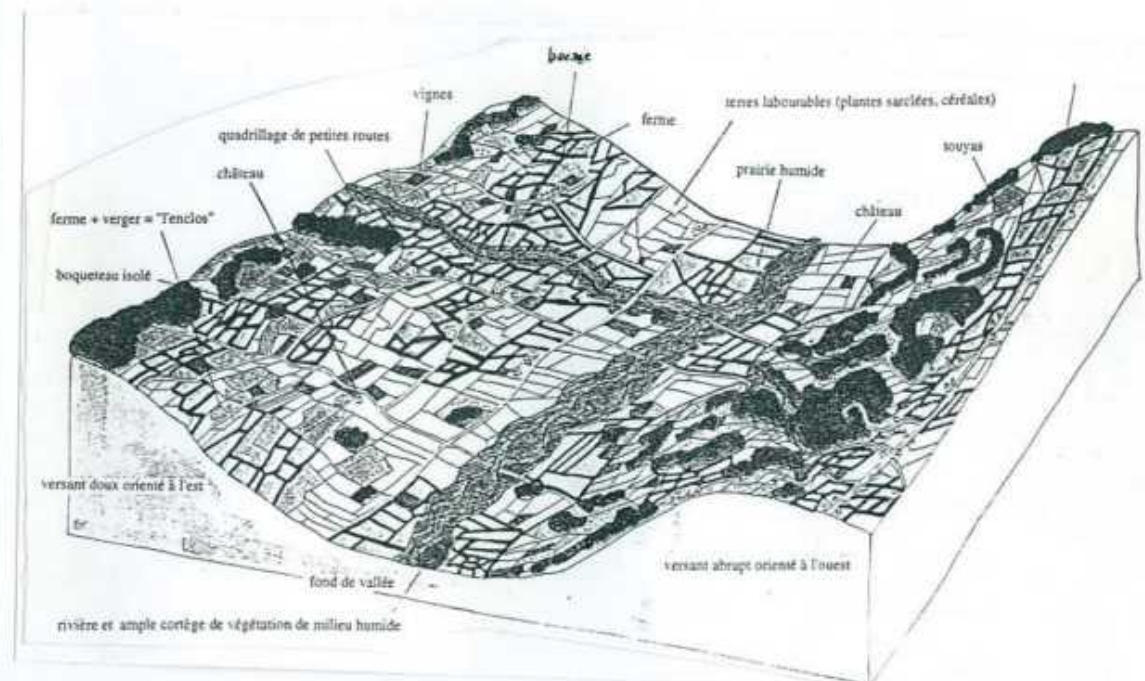 bocage
vignes
terres labourables (plantes sarclées, céréales)
ferme
quadrillage de petites routes
touyas
prairie humide
château
château
ferme + verger = "l'enclos"
boqueteau isolé
versant doux orienté à l'est
versant abrupt orienté à l'ouest
fond de vallée
rivière et ample cortège de végétation de milieu humide